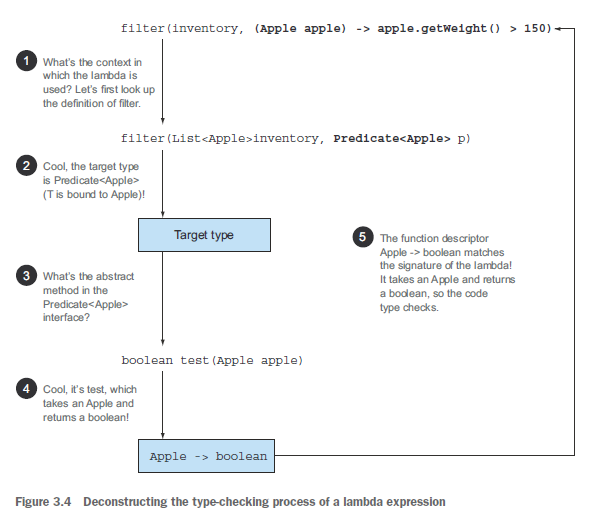 filter(inventory, (Apple apple) -> apple.getWeight() > 150)
1
What's the context in
which the lambda is
used? Let's first look up
the definition of filter.
filter(List<Apple>inventory, Predicate<Apple> p)
2
Cool, the target type
is Predicate<Apple>
(T is bound to Apple)!
Target type
3
What's the abstract
method in the
Predicate<Apple>
interface?
boolean test(Apple apple)
4
Cool, it's test, which
takes an Apple and
returns a boolean!
Apple -> boolean
5
The function descriptor
Apple -> boolean matches
the signature of the lambda!
It takes an Apple and returns
a boolean, so the code
type checks.
Figure 3.4 Deconstructing the type-checking process of a lambda expression